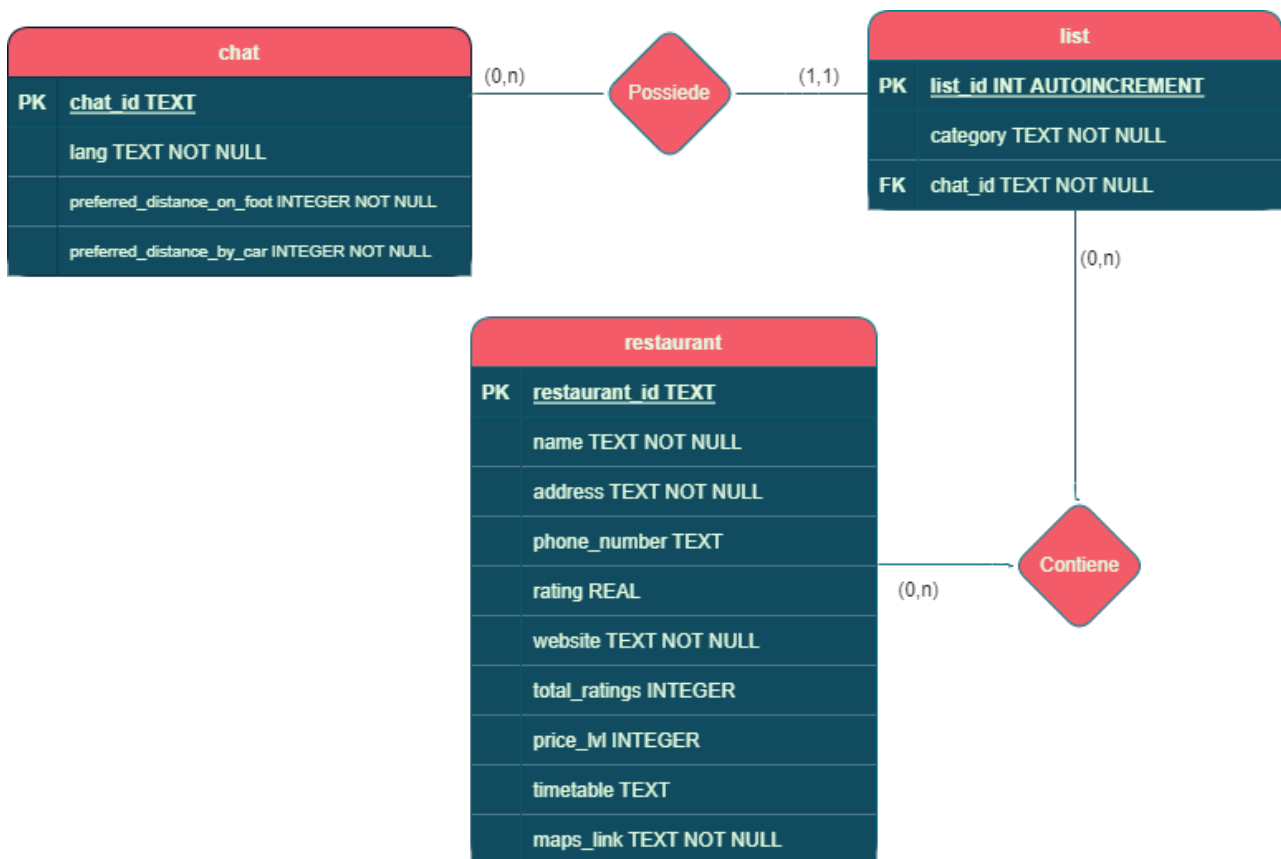 chat
PK chat_id TEXT
lang TEXT NOT NULL
preferred_distance_on_foot INTEGER NOT NULL
preferred_distance_by_car INTEGER NOT NULL
(0,n)
Possiede
(1,1)
list
PK list_id INT AUTOINCREMENT
category TEXT NOT NULL
FK chat_id TEXT NOT NULL
(0,n)
restaurant
PK restaurant_id TEXT
name TEXT NOT NULL
address TEXT NOT NULL
phone_number TEXT
rating REAL
website TEXT NOT NULL
total_ratings INTEGER
price_lvl INTEGER
timetable TEXT
maps_link TEXT NOT NULL
(0,n)
Contiene